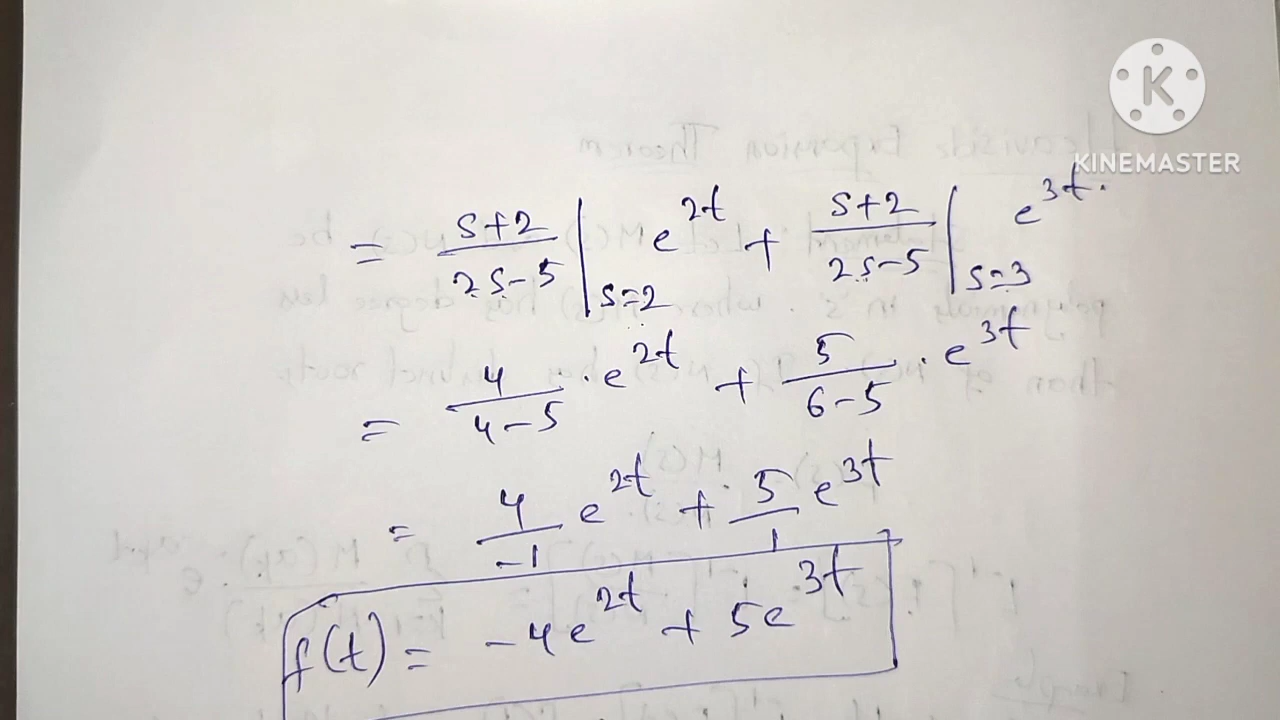 K
KINEMASTER
= s+2/2s-5 |s=2 e^2t + s+2/2s-5 |s=3 e^3t.
= 4/4-5 . e^2t + 5/6-5 . e^3t
= 4/-1 e^2t + 5/1 e^3t
f(t) = -4e^2t + 5e^3t